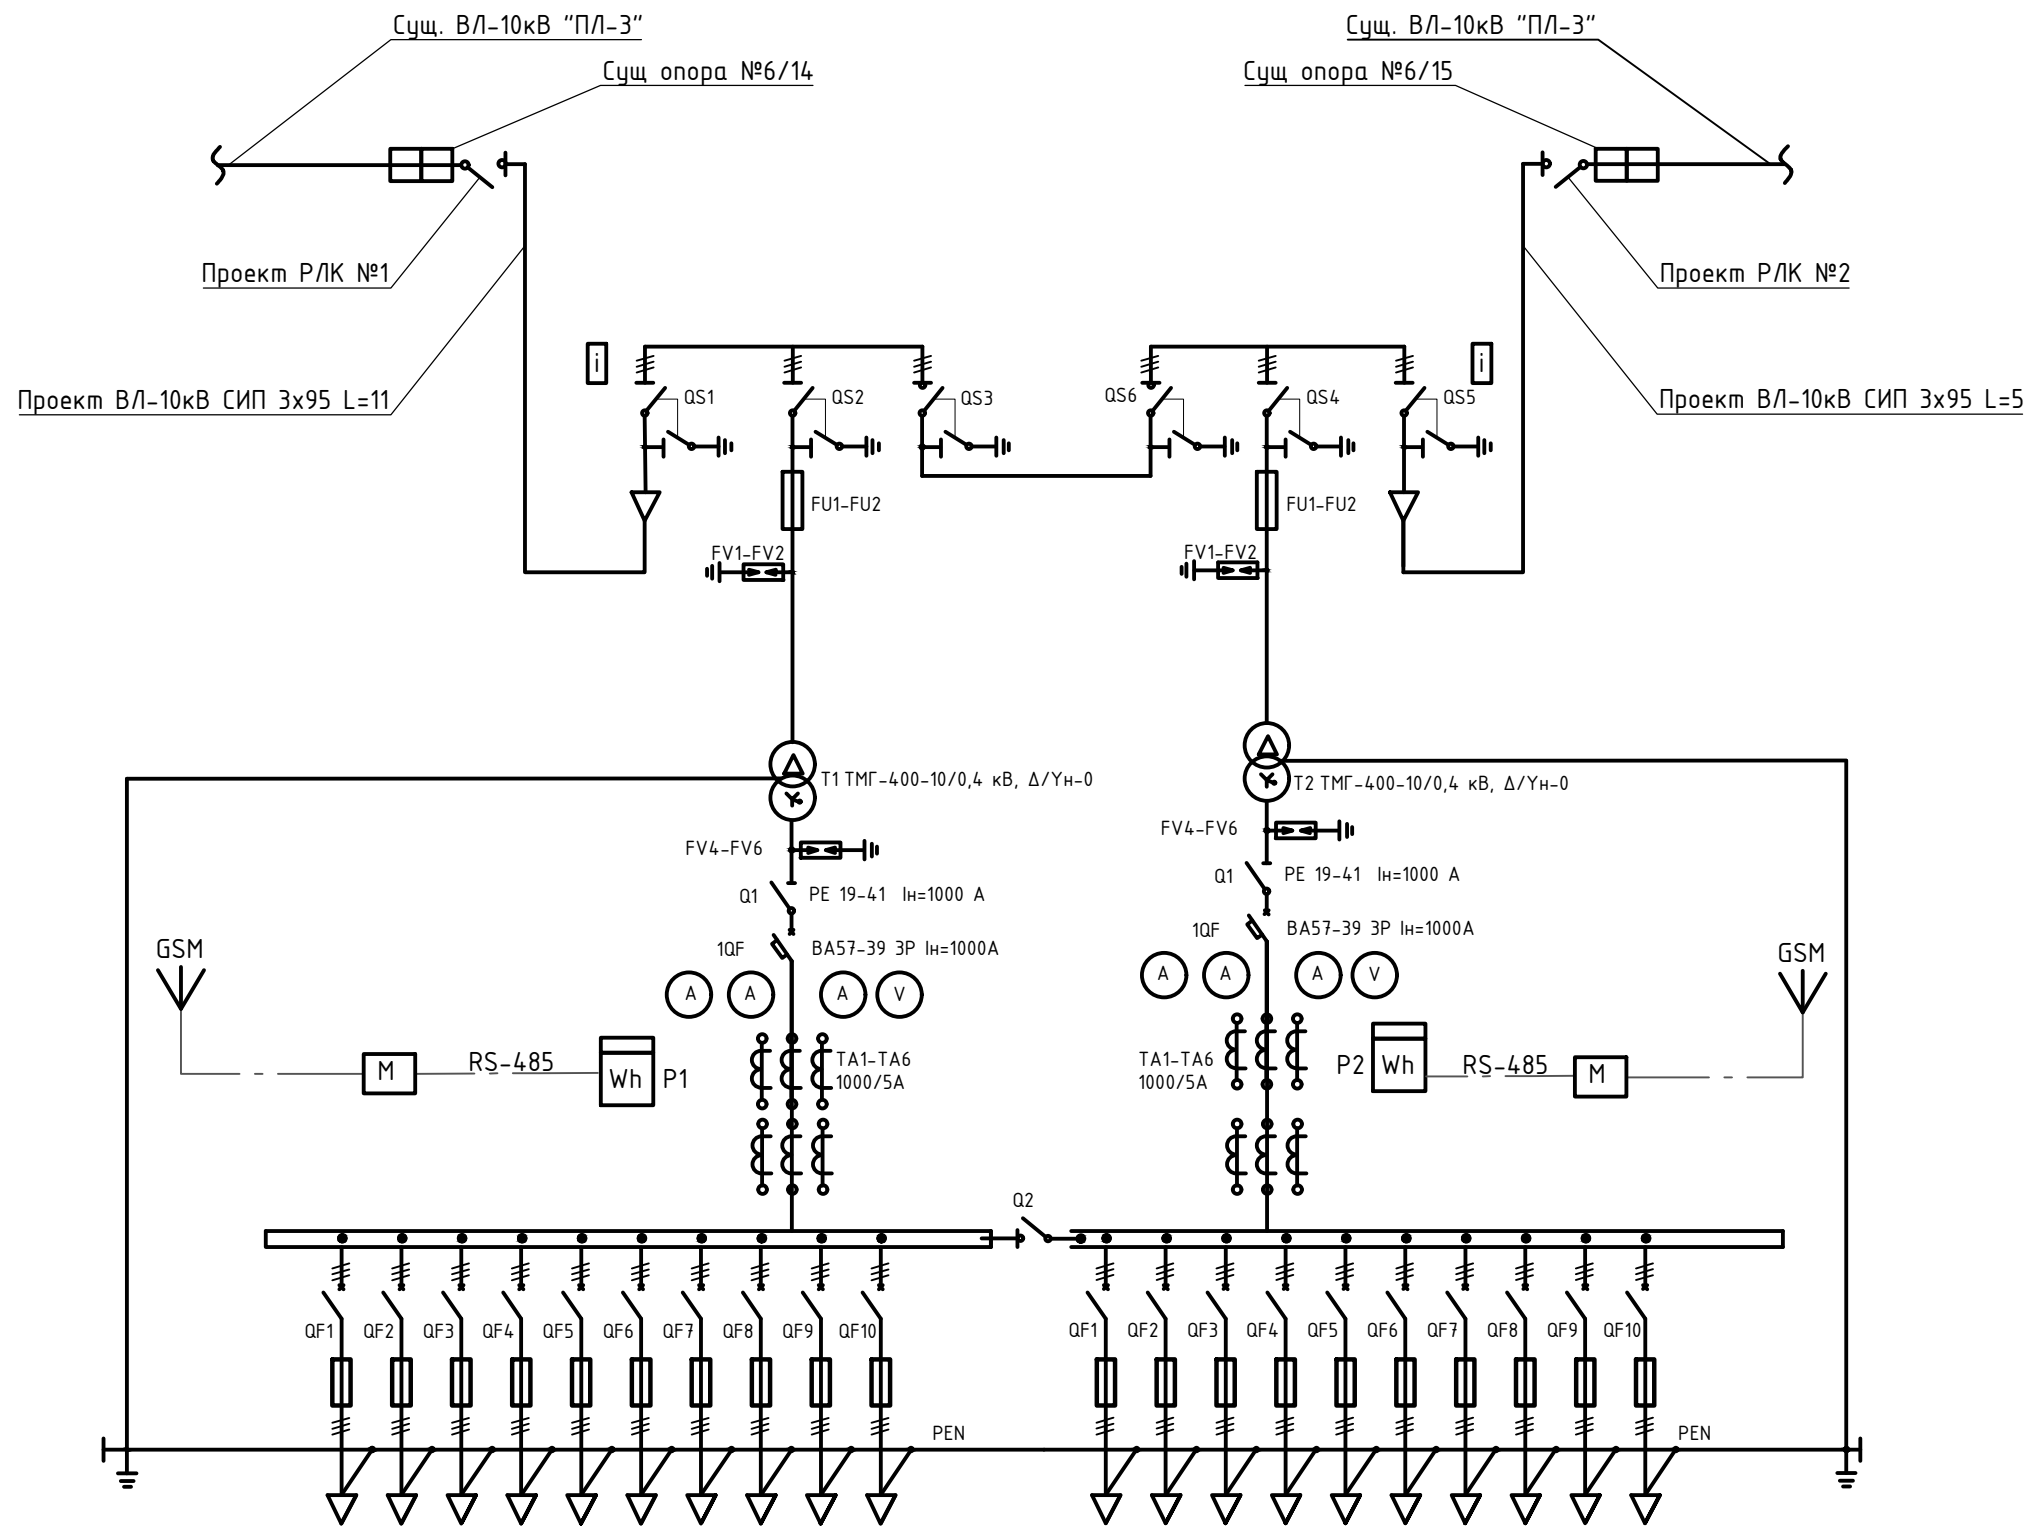 Сущ. ВЛ-10кВ "ПЛ-3"
Сущ. ВЛ-10кВ "ПЛ-3"
Сущ опора №6/14
Сущ опора №6/15
Проект РЛК №1
Проект РЛК №2
i
i
QS1
QS2
QS3
QS6
QS4
QS5
Проект ВЛ-10кВ СИП 3х95 L=11
Проект ВЛ-10кВ СИП 3х95 L=5
FU1-FU2
FU1-FU2
FV1-FV2
FV1-FV2
Т1 ТМГ-400-10/0,4 кВ, Δ/Yн-0
Т2 ТМГ-400-10/0,4 кВ, Δ/Yн-0
FV4-FV6
FV4-FV6
Q1
РЕ 19-41 Iн=1000 А
Q1
РЕ 19-41 Iн=1000 А
1QF
ВА57-39 3Р Iн=1000А
1QF
ВА57-39 3Р Iн=1000А
GSM
GSM
A
A
A
V
A
A
A
V
M
RS-485
Wh
P1
TA1-TA6
1000/5А
TA1-TA6
1000/5А
P2
Wh
RS-485
M
Q2
QF1
QF2
QF3
QF4
QF5
QF6
QF7
QF8
QF9
QF10
QF1
QF2
QF3
QF4
QF5
QF6
QF7
QF8
QF9
QF10
PEN
PEN